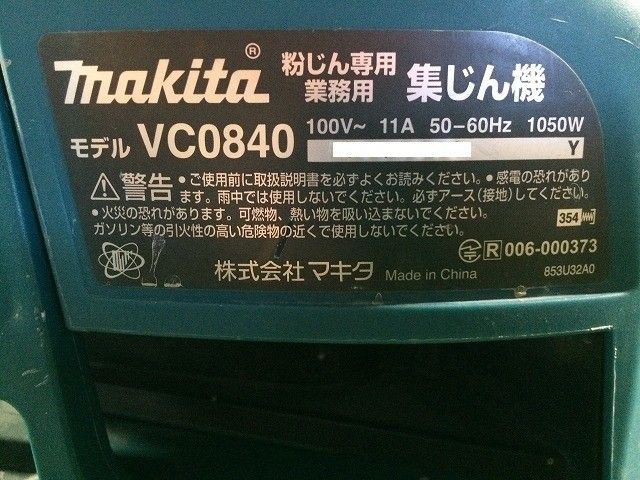 makita®
粉じん専用
業務用
集じん機
モデル VC0840
100V~ 11A 50-60Hz 1050W
Y
警告 ・ご使用前に取扱説明書を必ずよくお読みください。・感電の恐れがあり
ます。雨中では使用しないでください。必ずアース(接地)してください。
・火災の恐れがあります。可燃物、熱い物を吸い込まないでください。
ガソリン等の引火性の高い危険物の近くで使用しないでください。
354
R 006-000373
株式会社マキタ Made in China
853U32A0